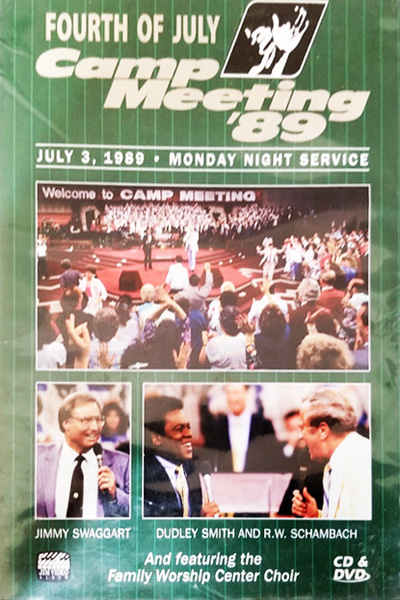 FOURTH OF JULY
Camp
Meeting
'89
JULY 3, 1989 • MONDAY NIGHT SERVICE
Welcome to CAMP MEETING
JIMMY SWAGGART
DUDLEY SMITH AND R.W. SCHAMBACH
And featuring the
Family Worship Center Choir
CD &
DVD